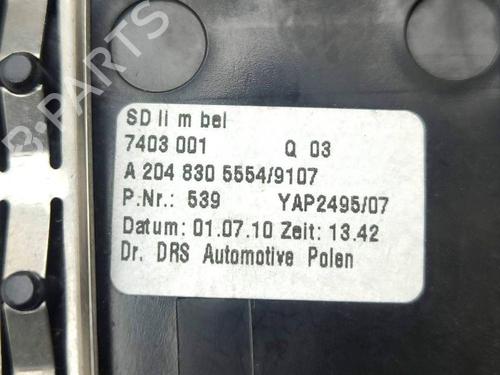 B-PARTS
SD li m bel
7403 001 Q 03
A 204 830 5554/9107
P.Nr.: 539 YAP2495/07
Datum: 01.07.10 Zeit: 13.42
Dr. DRS Automotive Polen